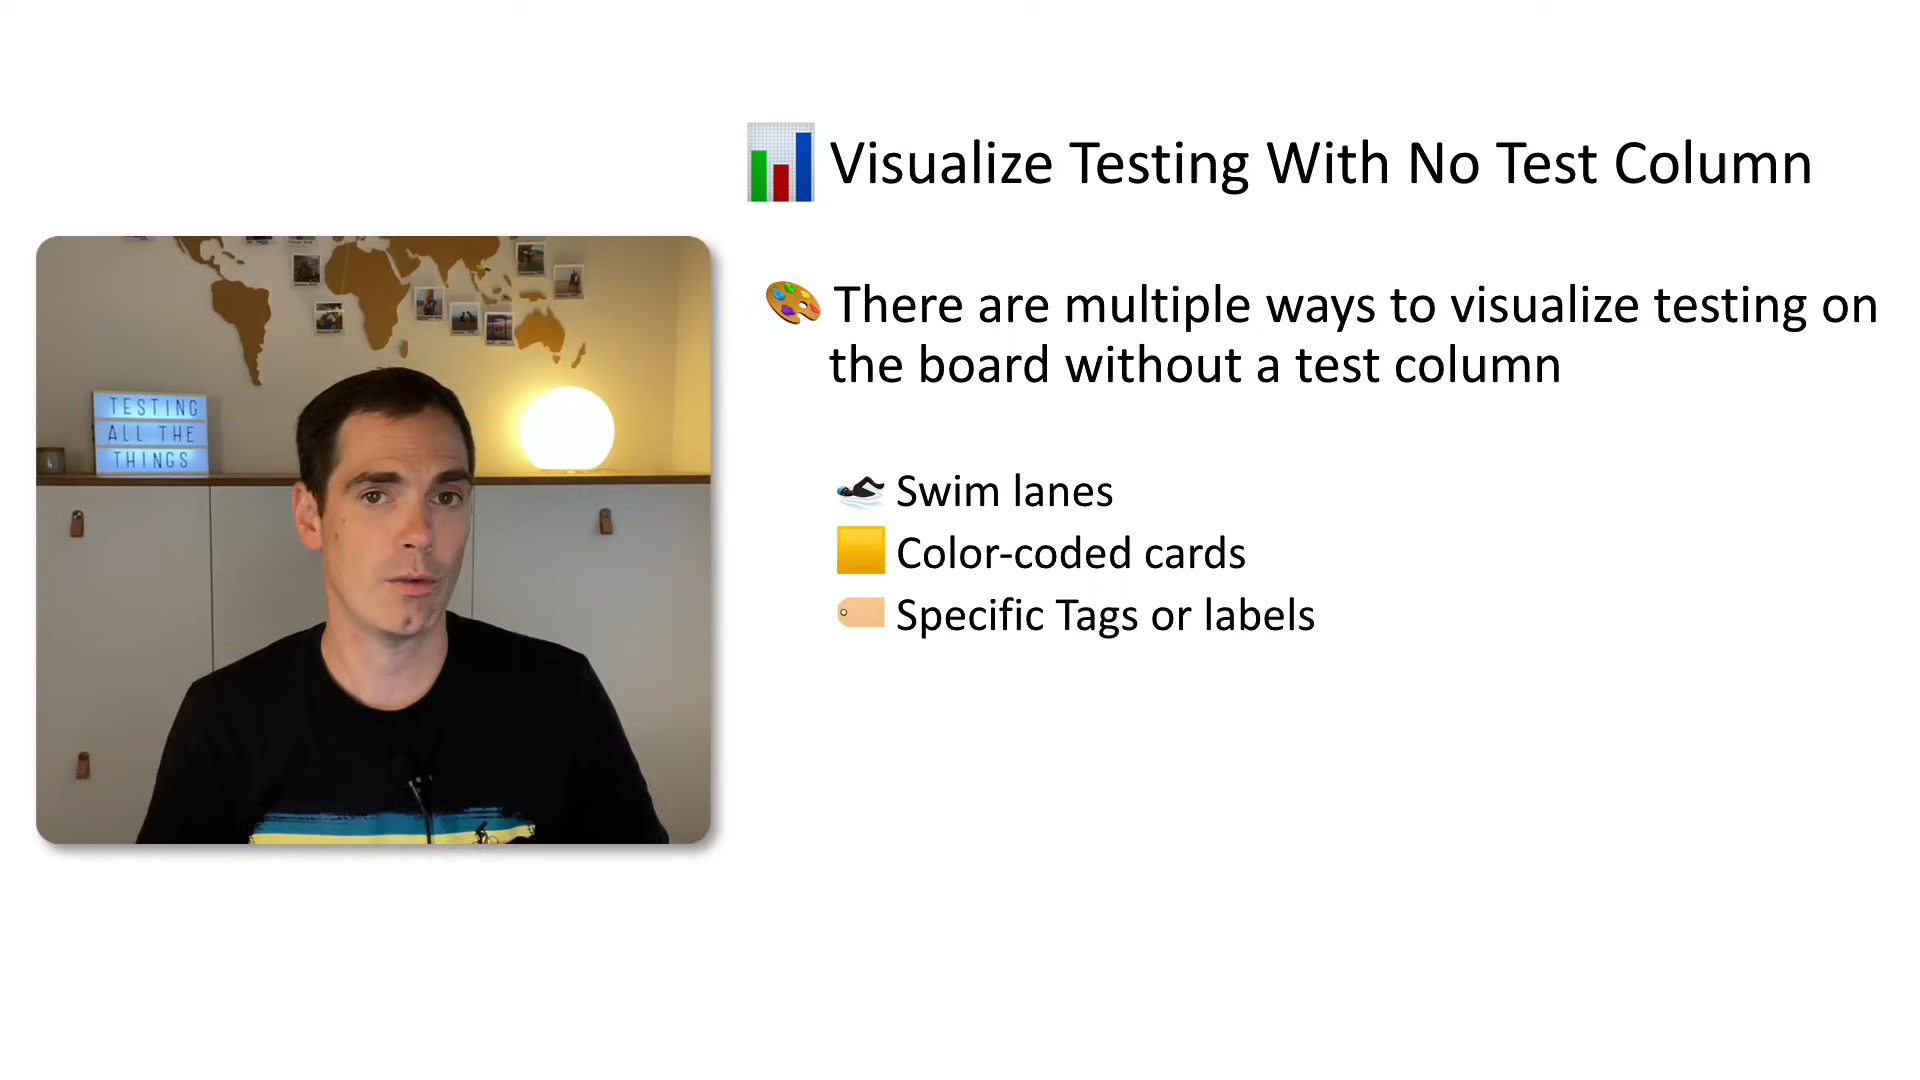 Visualize Testing With No Test Column
There are multiple ways to visualize testing on
the board without a test column
Swim lanes
Color-coded cards
Specific Tags or labels
TESTING
ALL THE
THINGS